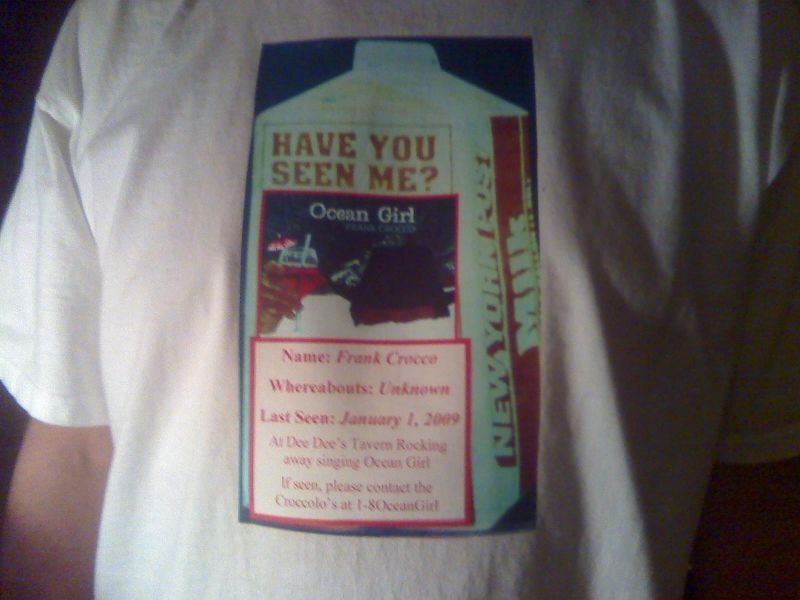 HAVE YOU
SEEN ME?
Ocean Girl
FRANK CROCCO
Name: Frank Crocco
Whereabouts: Unknown
Last Seen: January 1, 2009
At Dee Dee's Tavern Rocking
away singing Ocean Girl
If seen, please contact the
Croccolo's at 1-8OceanGirl
NEW YORK POST
Milk